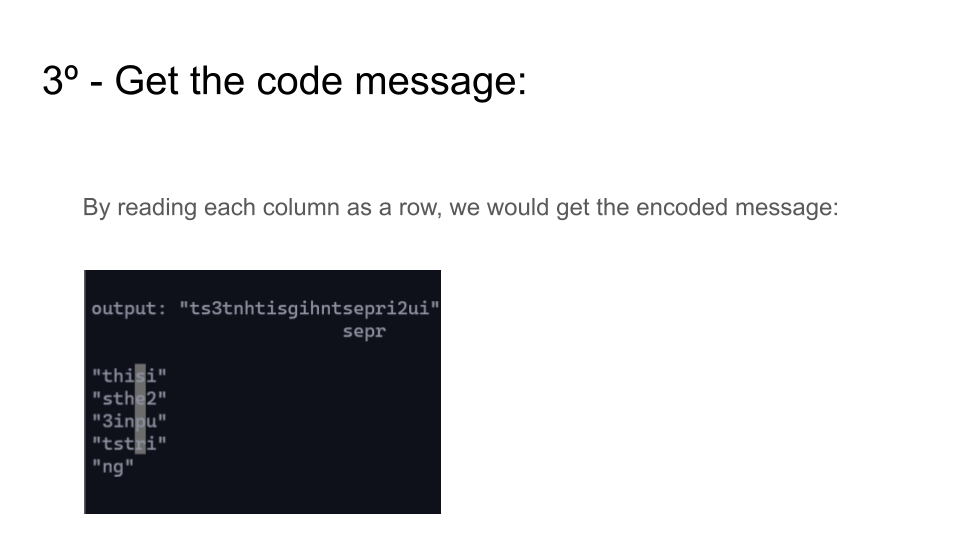 3º - Get the code message:
By reading each column as a row, we would get the encoded message:
output: "ts3tnhtisgihntsepri2ui"
sepr
"thisi"
"sthe2"
"3inpu"
"tstri"
"ng"